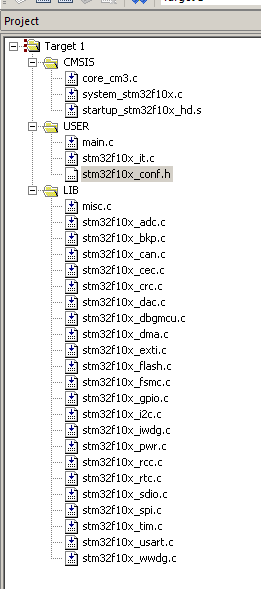 Project
Target 1
CMSIS
core_cm3.c
system_stm32f10x.c
startup_stm32f10x_hd.s
USER
main.c
stm32f10x_it.c
stm32f10x_conf.h
LIB
misc.c
stm32f10x_adc.c
stm32f10x_bkp.c
stm32f10x_can.c
stm32f10x_cec.c
stm32f10x_crc.c
stm32f10x_dac.c
stm32f10x_dbgmcu.c
stm32f10x_dma.c
stm32f10x_exti.c
stm32f10x_flash.c
stm32f10x_fsmc.c
stm32f10x_gpio.c
stm32f10x_i2c.c
stm32f10x_iwdg.c
stm32f10x_pwr.c
stm32f10x_rcc.c
stm32f10x_rtc.c
stm32f10x_sdio.c
stm32f10x_spi.c
stm32f10x_tim.c
stm32f10x_usart.c
stm32f10x_wwdg.c